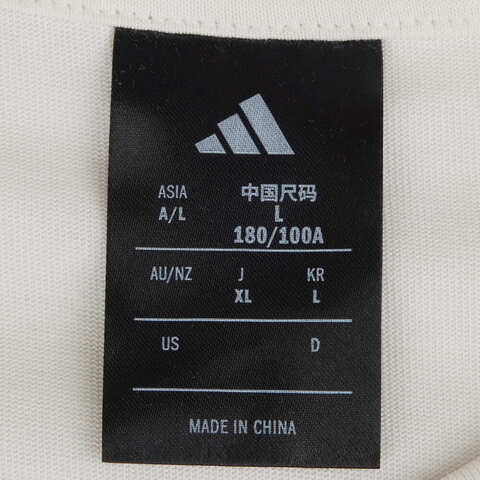 ASIA 中国尺码
A/L L
180/100A
AU/NZ J KR
XL L
US D
MADE IN CHINA